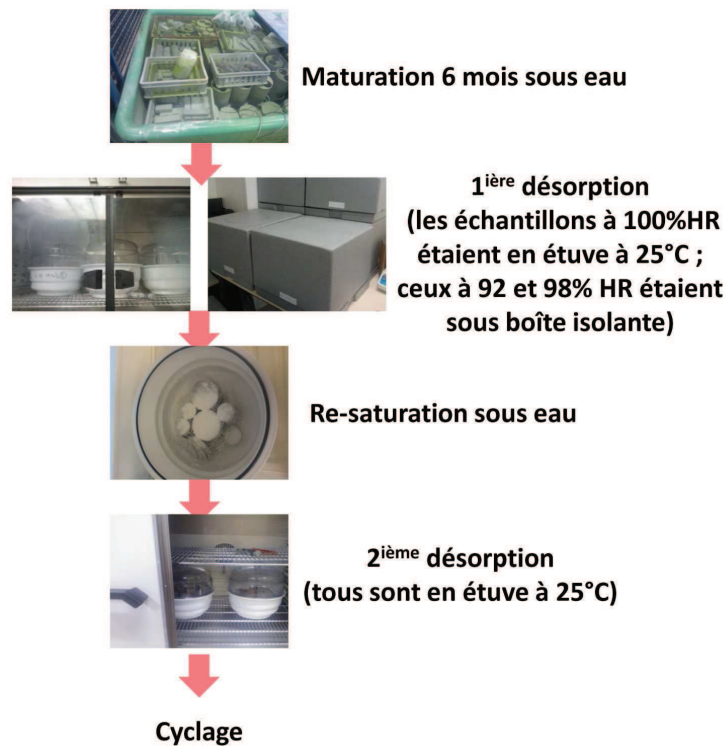 Maturation 6 mois sous eau
1ière désorption
(les échantillons à 100%HR
étaient en étuve à 25°C ;
ceux à 92 et 98% HR étaient
sous boîte isolante)
Re-saturation sous eau
2ième désorption
(tous sont en étuve à 25°C)
Cyclage